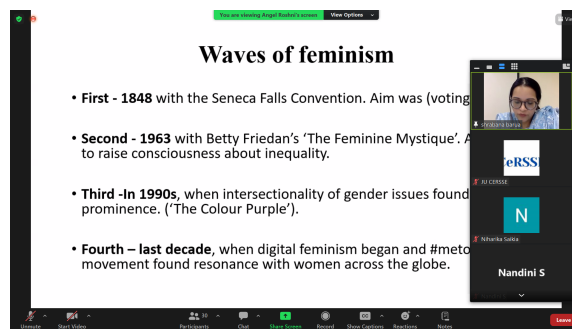 You are viewing Angel Rashni's screen
View Options
Waves of feminism
• First - 1848 with the Seneca Falls Convention. Aim was (voting
• Second - 1963 with Betty Friedan's 'The Feminine Mystique'. A
to raise consciousness about inequality.
• Third -In 1990s, when intersectionality of gender issues found
prominence. ('The Colour Purple').
• Fourth – last decade, when digital feminism began and #meto
movement found resonance with women across the globe.
JU CERSSE
N
Niharika Saikia
Nandini S
Unmute
Start Video
Participants
30
Chat
Share Screen
Record
Show Captions
Reactions
Notes
Leave